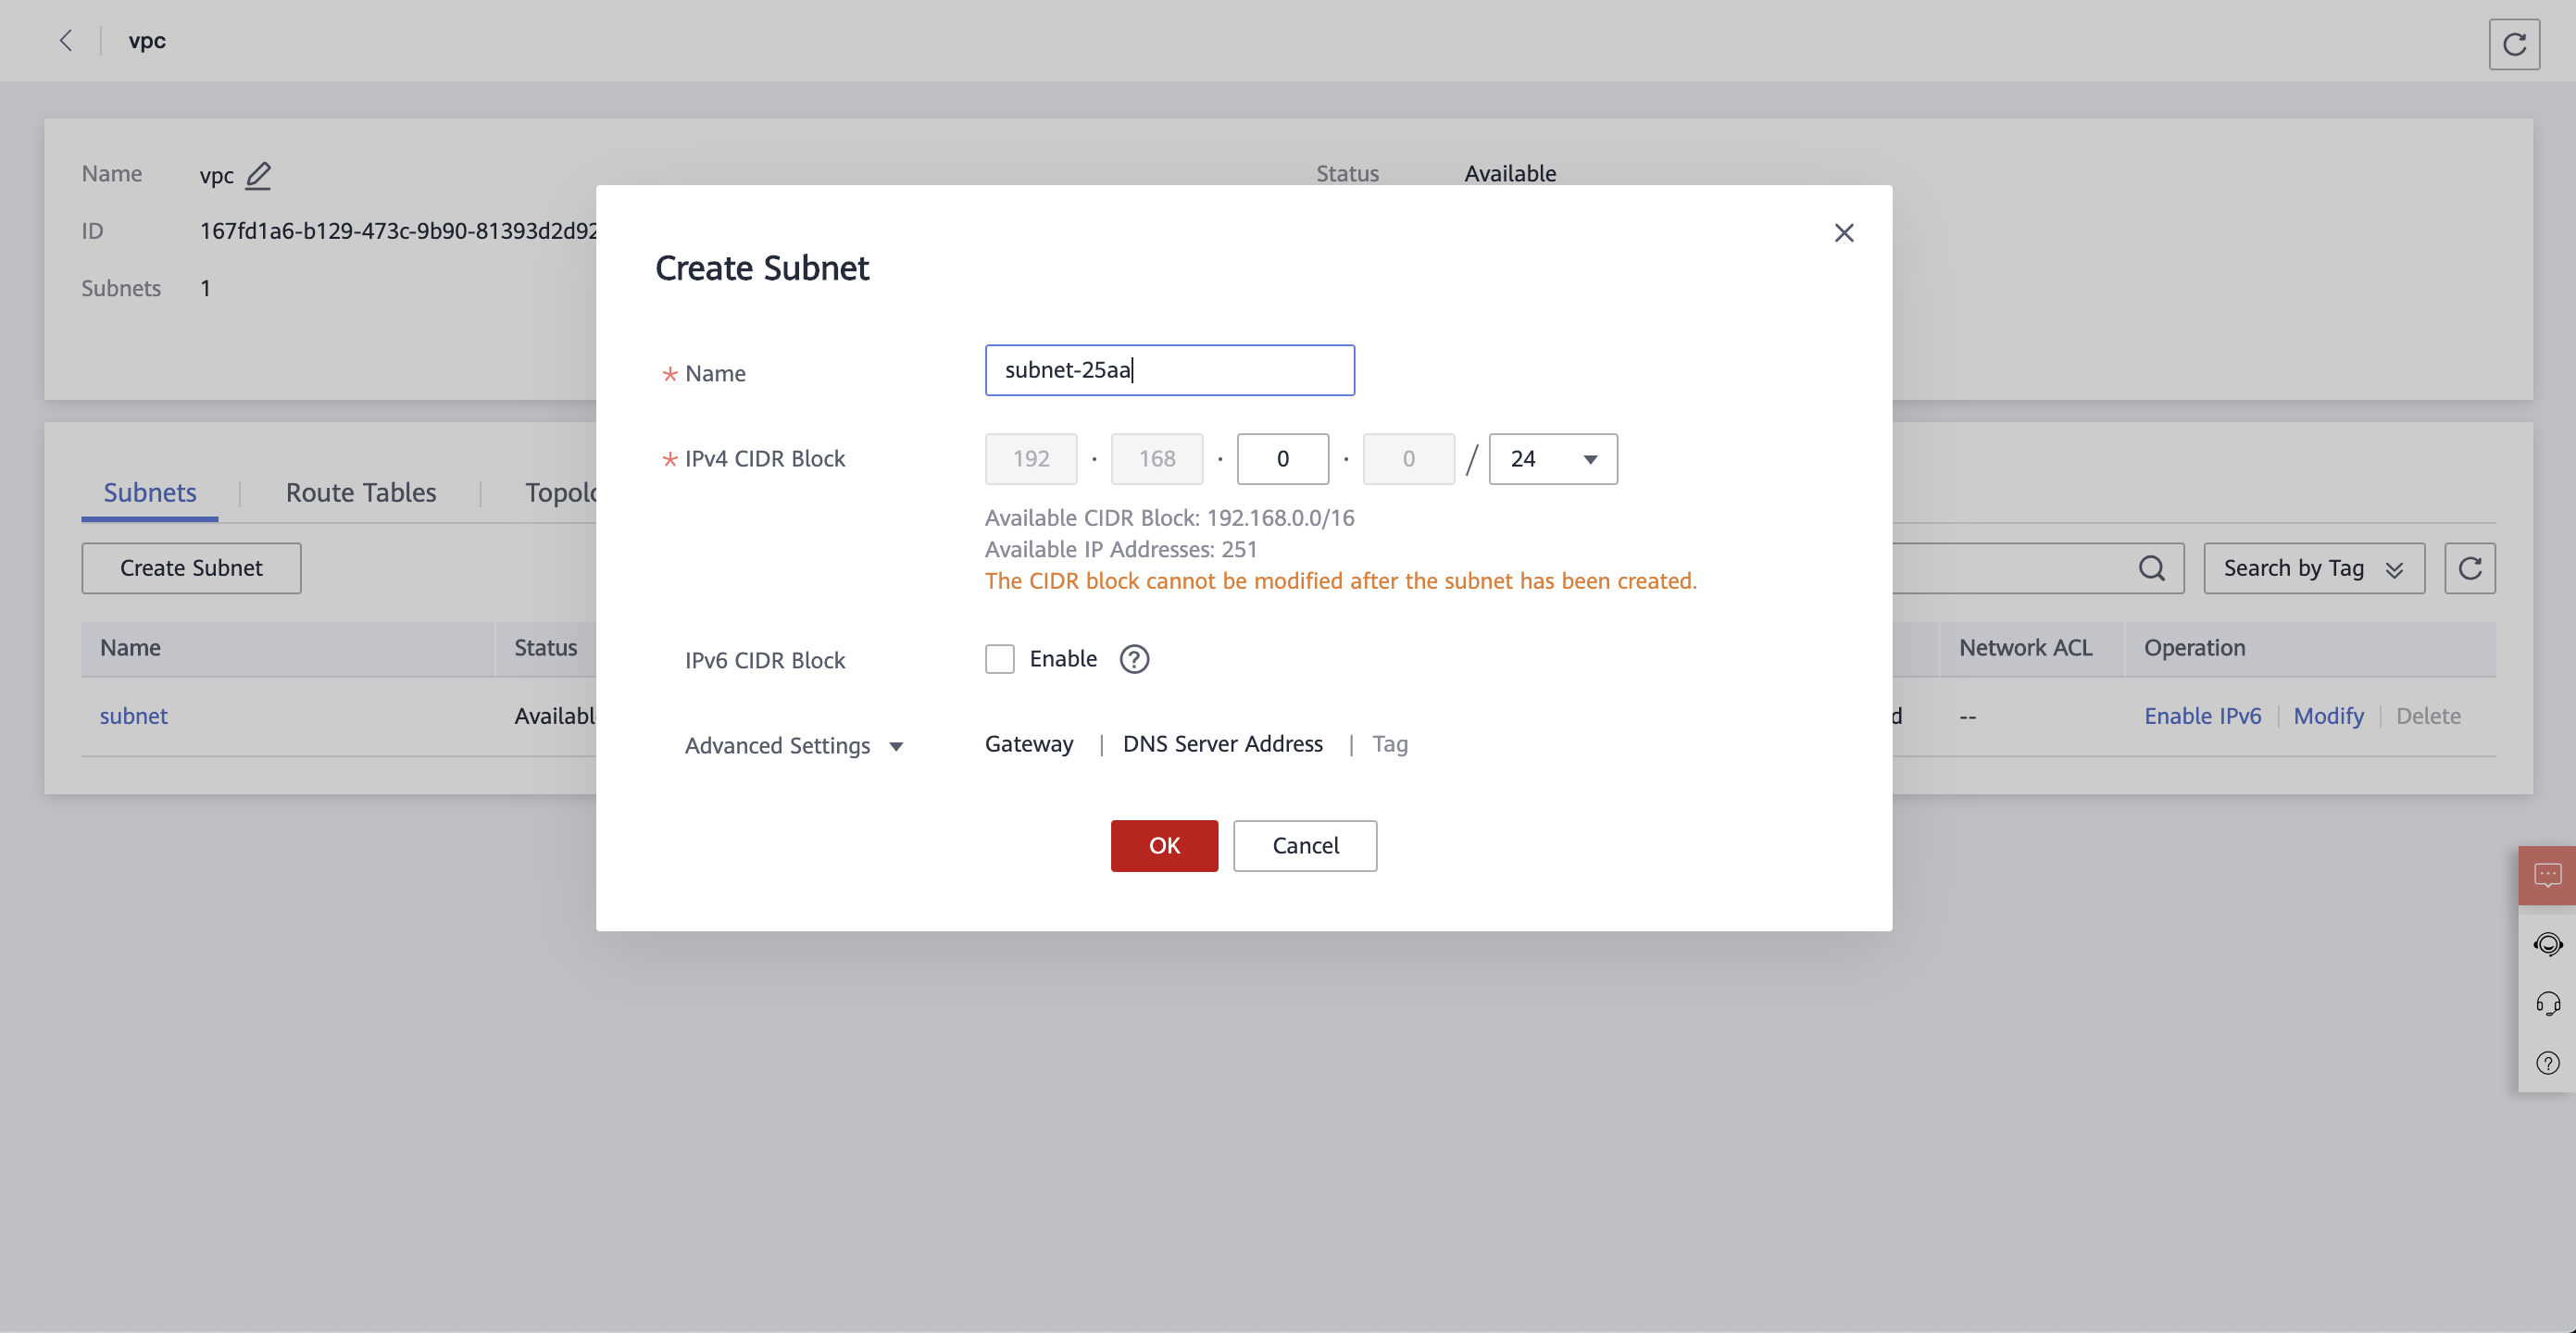 vpc
Name vpc
Status Available
ID 167fd1a6-b129-473c-9b90-81393d2d92
Subnets 1
Create Subnet
* Name subnet-25aa
* IPv4 CIDR Block 192 · 168 · 0 · 0 / 24
Available CIDR Block: 192.168.0.0/16
Available IP Addresses: 251
The CIDR block cannot be modified after the subnet has been created.
IPv6 CIDR Block Enable ?
Advanced Settings Gateway | DNS Server Address | Tag
OK Cancel
Subnets | Route Tables |
Create Subnet
Search by Tag
Name Status Network ACL Operation
subnet -- Enable IPv6 | Modify | Delete